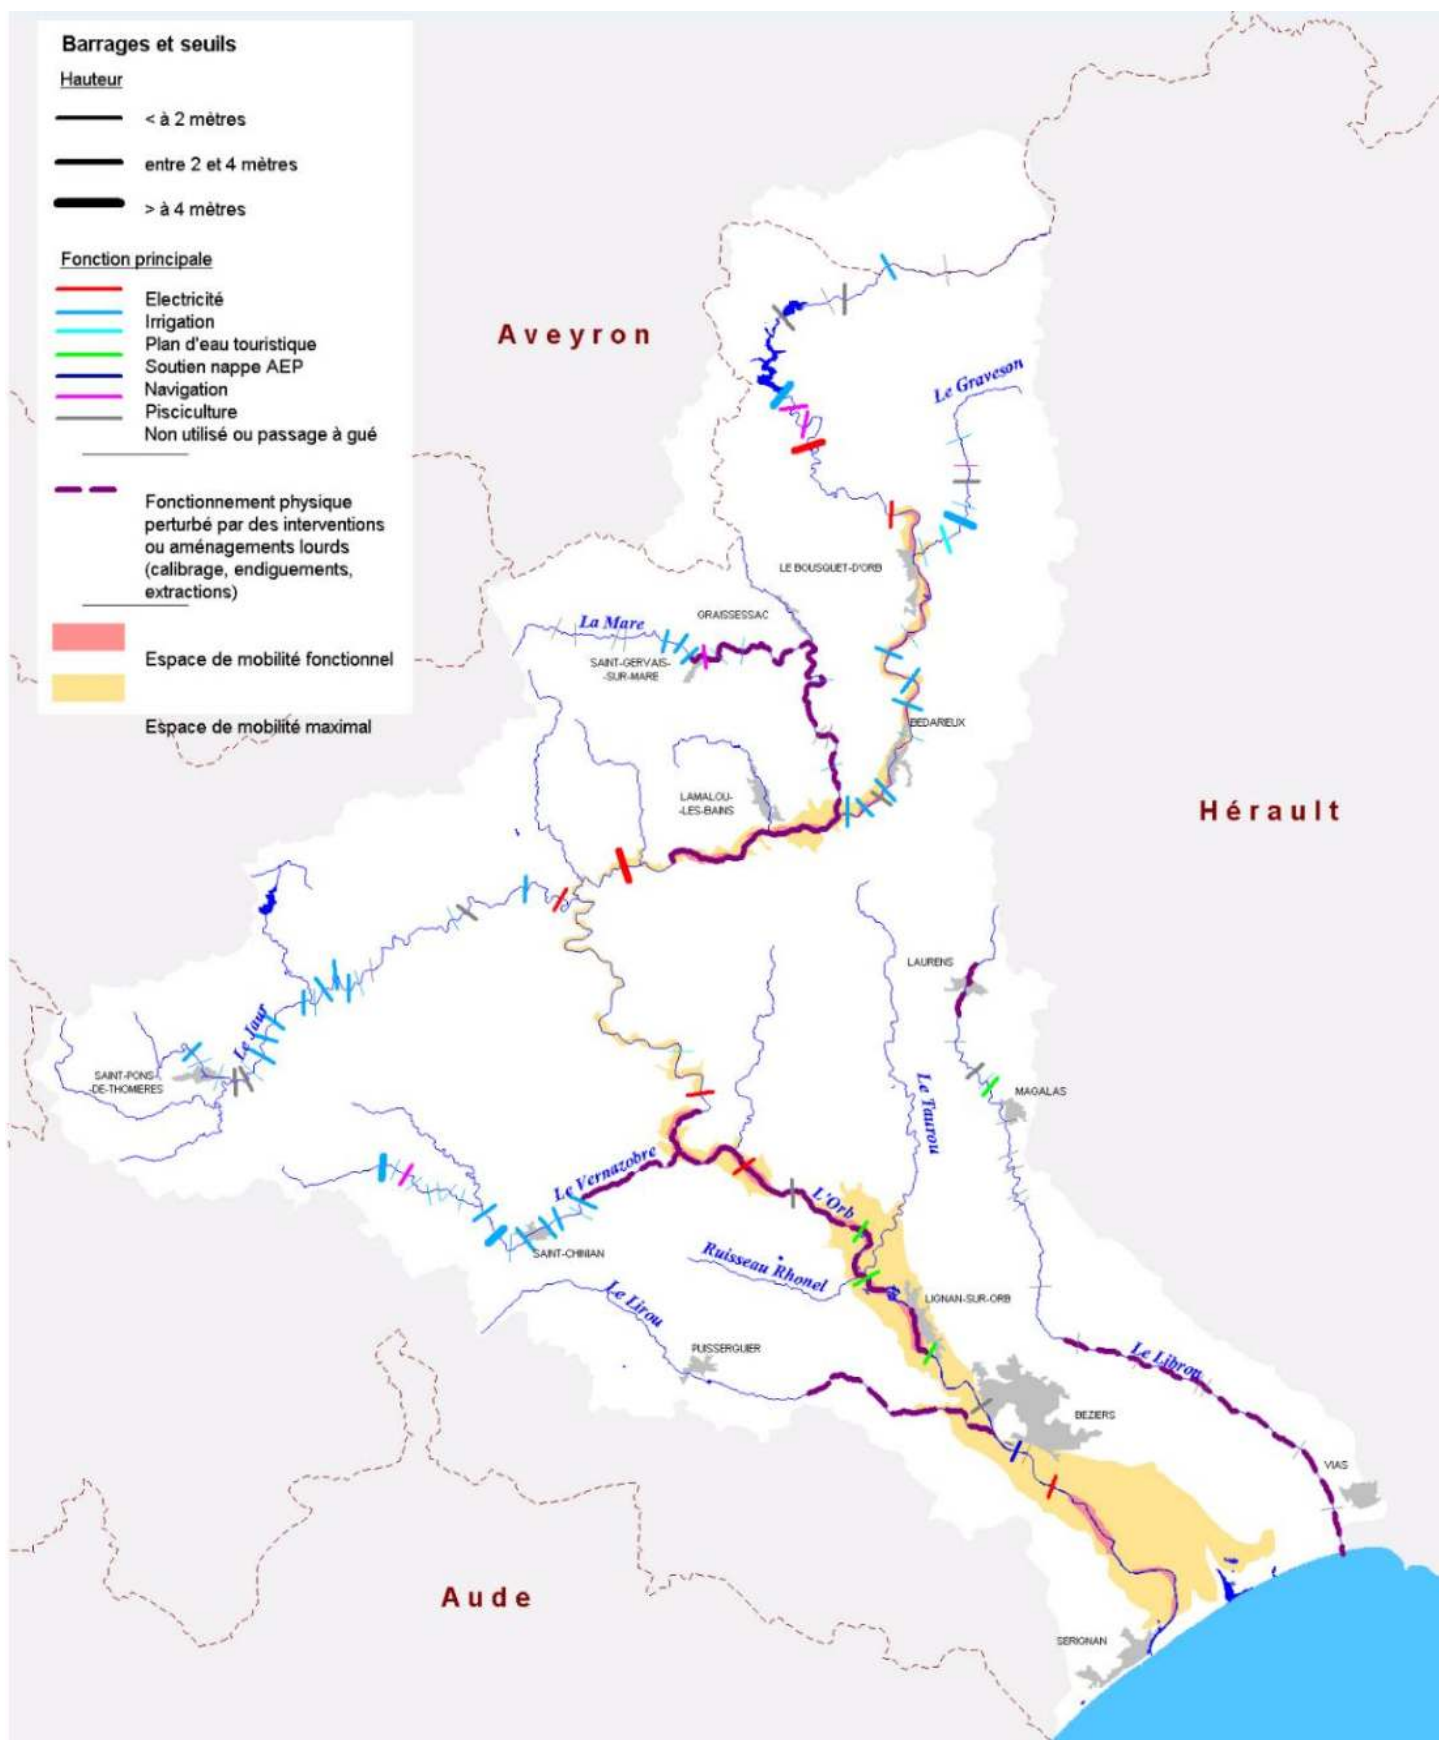 Barrages et seuils
Hauteur
< à 2 mètres
entre 2 et 4 mètres
> à 4 mètres
Fonction principale
Electricité
Irrigation
Plan d'eau touristique
Soutien nappe AEP
Navigation
Pisciculture
Non utilisé ou passage à gué
Fonctionnement physique
perturbé par des interventions
ou aménagements lourds
(calibrage, endiguements,
extractions)
Espace de mobilité fonctionnel
Espace de mobilité maximal
Aveyron
Le Graveson
LE BOUSQUET-D'ORB
GRAISSESSAC
La Mare
SAINT-GERVAIS-
-SUR-MARE
BEDARIEUX
LAMALOU-
-LES-BAINS
Hérault
LAURENS
Le Jaur
SAINT-PONS
-DE-THOMIERES
MAGALAS
Le Taurou
Le Vernazobre
L'Orb
SAINT-CHINIAN
Ruisseau Rhonel
Le Lirou
LIGNAN-SUR-ORB
PUISSERGUIER
Le Libron
BEZIERS
VIAS
Aude
SERIGNAN